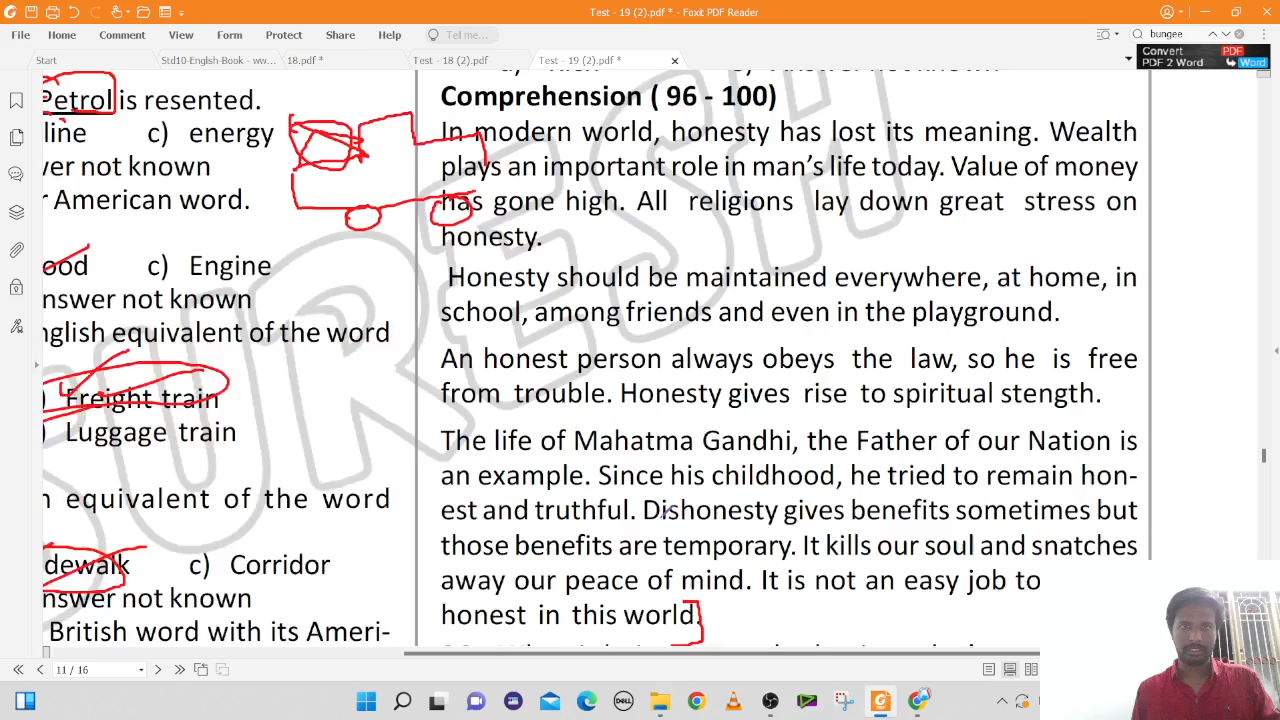 Test - 19 (2).pdf * - Foxit PDF Reader
File Home Comment View Form Protect Share Help Tell me... bungee
Convert PDF
PDF 2 Word Word
Start Std10-Englsh-Book - ww... 18.pdf * Test - 18 (2).pdf Test - 19 (2).pdf *
Petrol is resented.
line c) energy
ver not known
r American word.
ood c) Engine
nswer not known
nglish equivalent of the word
) Freight train
) Luggage train
n equivalent of the word
dewalk c) Corridor
nswer not known
British word with its Ameri-
Comprehension ( 96 - 100)
In modern world, honesty has lost its meaning. Wealth
plays an important role in man's life today. Value of money
has gone high. All religions lay down great stress on
honesty.
Honesty should be maintained everywhere, at home, in
school, among friends and even in the playground.
An honest person always obeys the law, so he is free
from trouble. Honesty gives rise to spiritual stength.
The life of Mahatma Gandhi, the Father of our Nation is
an example. Since his childhood, he tried to remain hon-
est and truthful. Dishonesty gives benefits sometimes but
those benefits are temporary. It kills our soul and snatches
away our peace of mind. It is not an easy job to
honest in this world.
SURESH
11 / 16
DELL